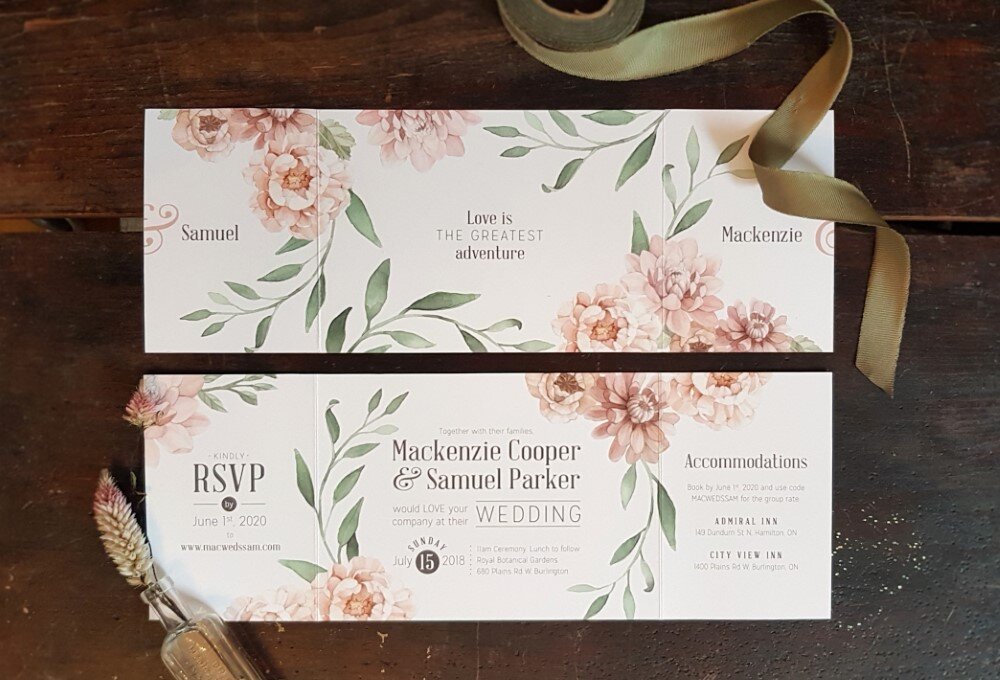 &
Samuel
Love is
THE GREATEST
adventure
Mackenzie
&
-KINDLY-
RSVP
by
June 1st, 2020
to
www.macwedssam.com
Together with their families,
Mackenzie Cooper
& Samuel Parker
would LOVE your
company at their
WEDDING
SUNDAY
July 15 2018
11am Ceremony. Lunch to follow
Royal Botanical Gardens
680 Plains Rd W, Burlington
Accommodations
Book by June 1st, 2020 and use code
MACWEDSSAM for the group rate
ADMIRAL INN
149 Dundurn St N, Hamilton, ON
CITY VIEW INN
1400 Plains Rd W, Burlington, ON